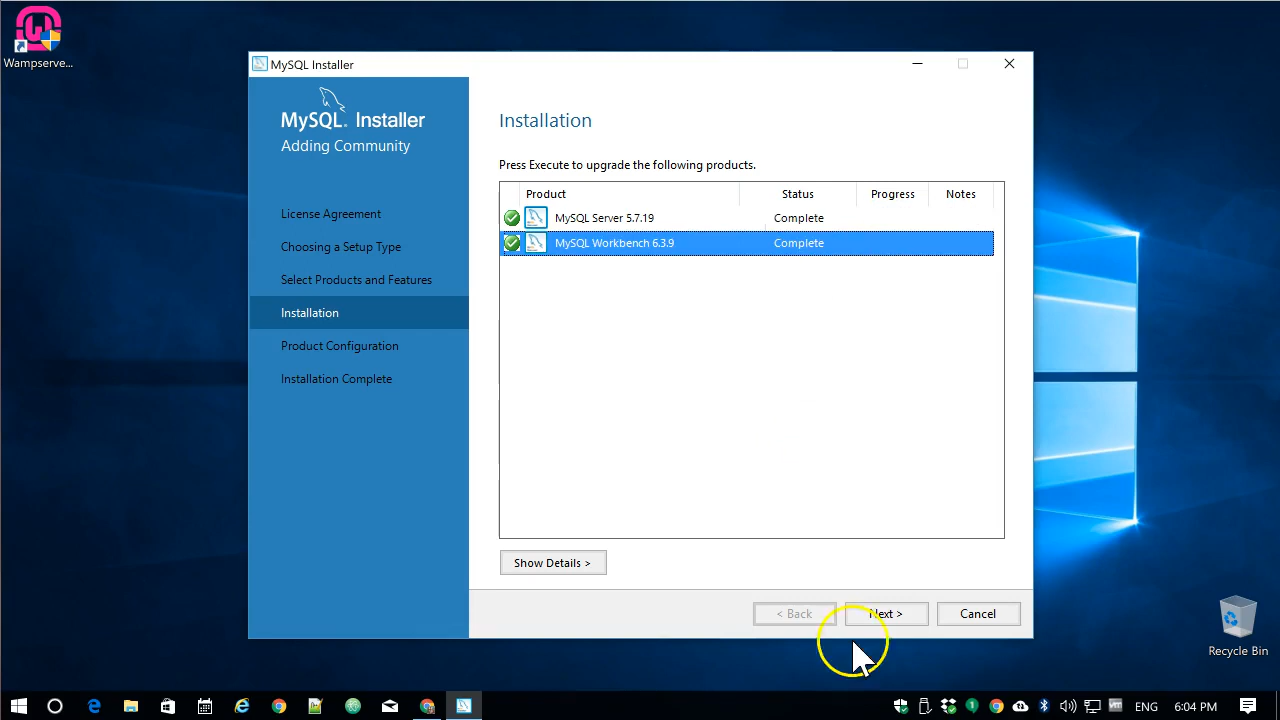 Wampserve...
MySQL Installer
MySQL. Installer
Adding Community
License Agreement
Choosing a Setup Type
Select Products and Features
Installation
Product Configuration
Installation Complete
Installation
Press Execute to upgrade the following products.
Product Status Progress Notes
MySQL Server 5.7.19 Complete
MySQL Workbench 6.3.9 Complete
Show Details >
< Back Next > Cancel
Recycle Bin
ENG 6:04 PM